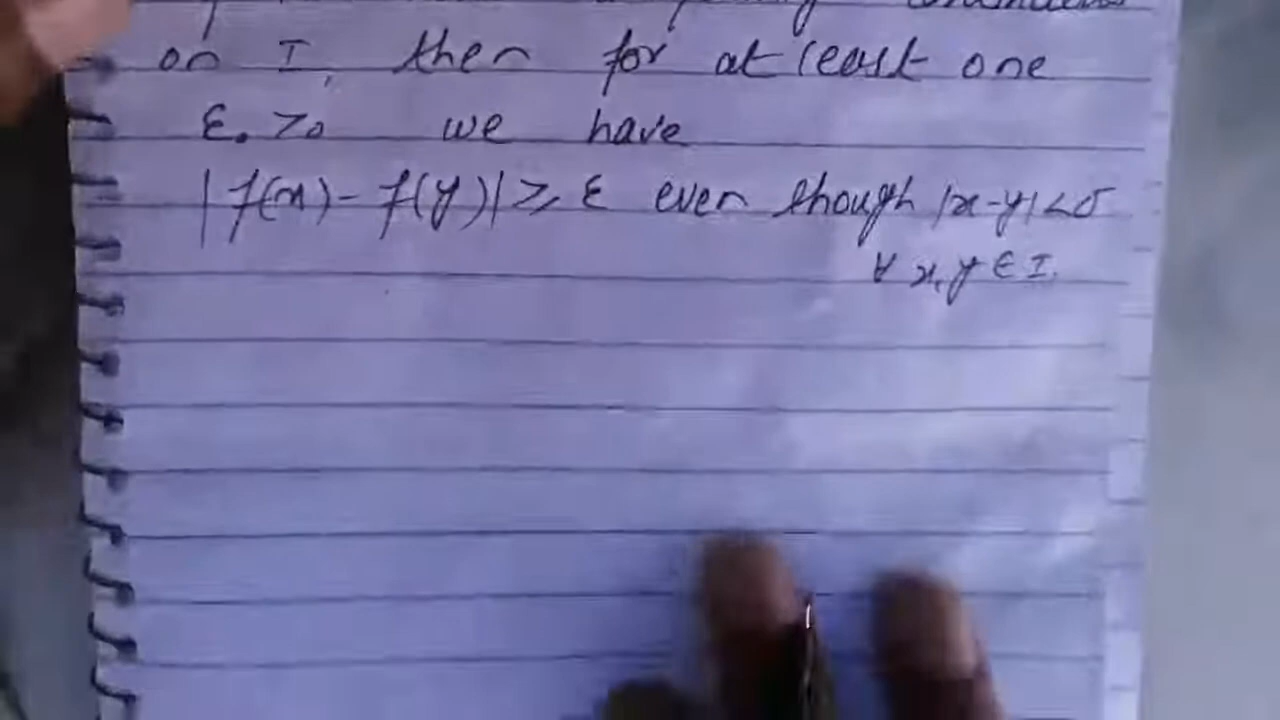 on I, then for at least one
ε₀ >0 we have
|f(x) - f(y)| ≥ ε even though |x-y|<δ
∀ x, y ∈ I.